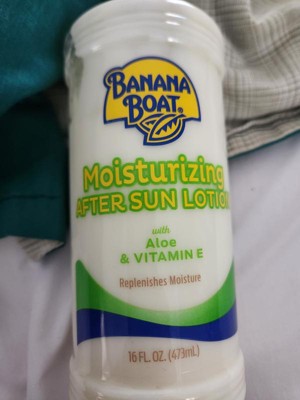 BANANA
BOAT®
Moisturizing
AFTER SUN LOTION
with
Aloe
& VITAMIN E
Replenishes Moisture
16 FL. OZ. (473mL)